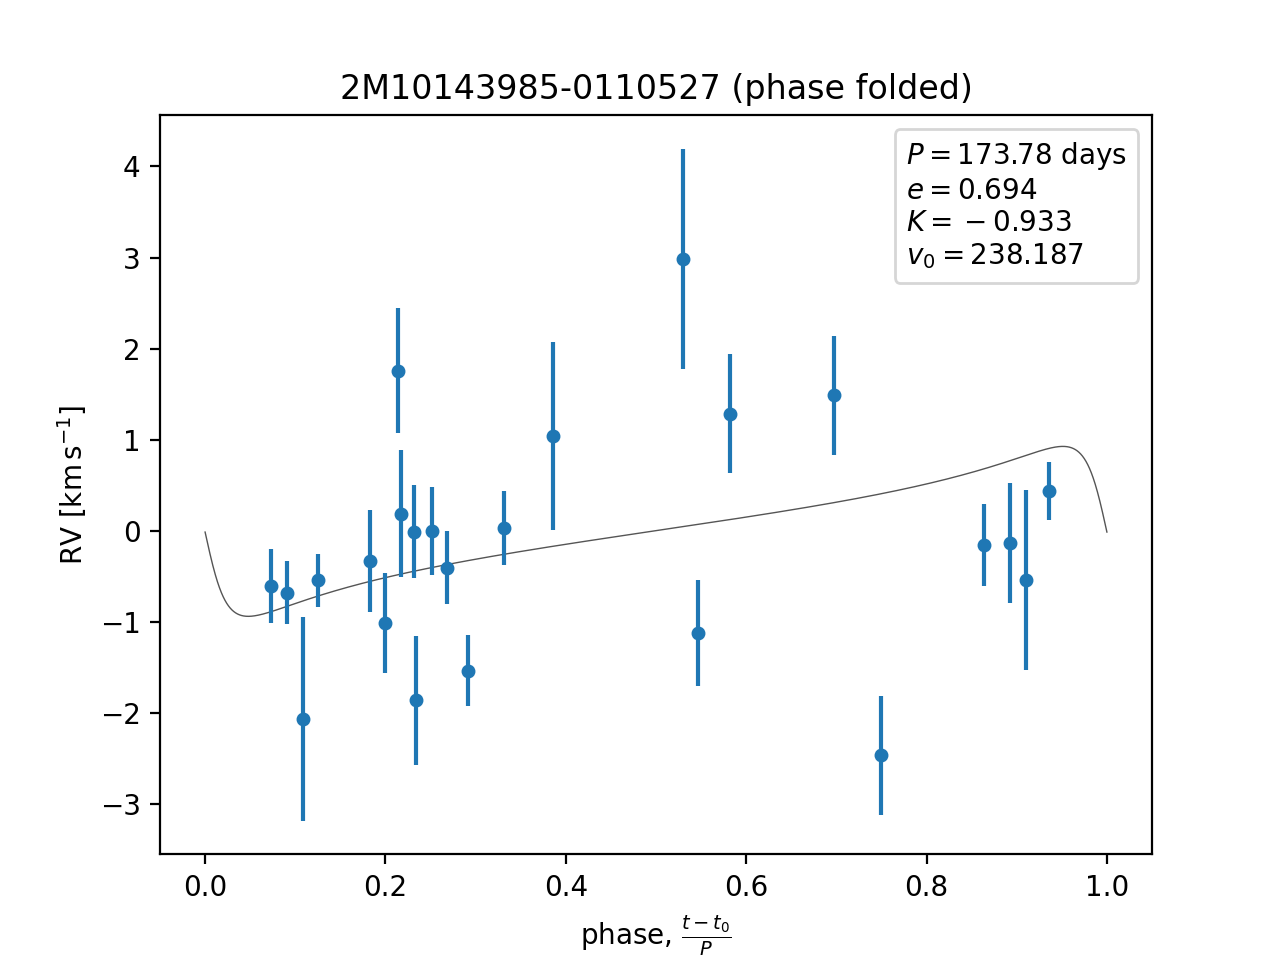 2M10143985-0110527 (phase folded)
P = 173.78 days
e = 0.694
K = −0.933
v₀ = 238.187
4
3
2
1
0
−1
−2
−3
RV [km s⁻¹]
0.0 0.2 0.4 0.6 0.8 1.0
phase, (t − t₀)/P